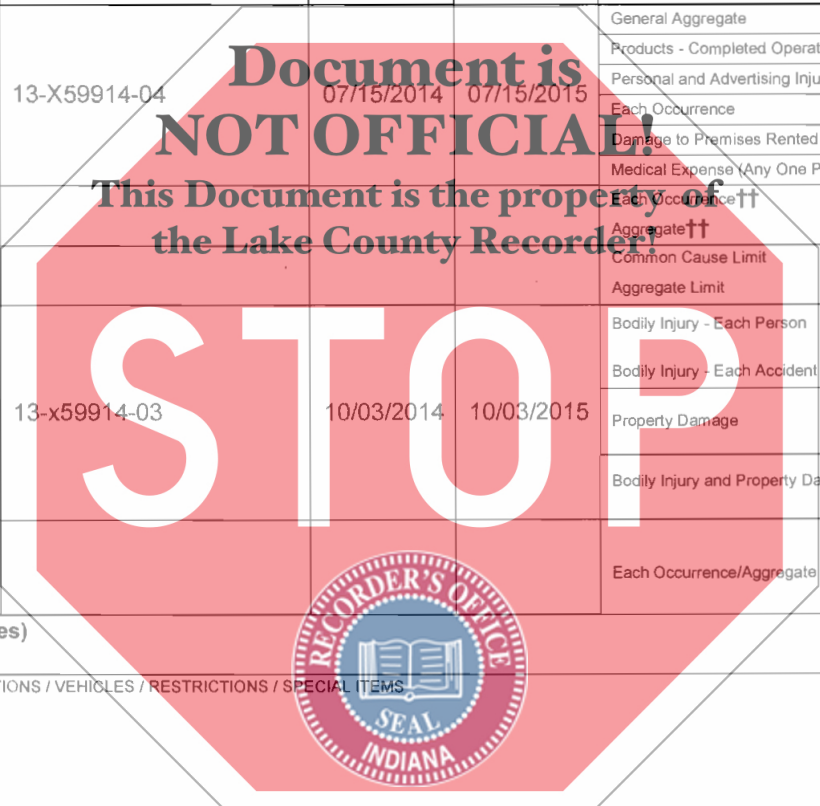 General Aggregate
Document is
Products - Completed Operat
Personal and Advertising Inju
13-X59914-04 07/15/2014 07/15/2015
Each Occurrence
NOT OFFICIAL!
Damage to Premises Rented
Medical Expense (Any One P
This Document is the property of
Each Occurrence††
Aggregate††
the Lake County Recorder!
Common Cause Limit
Aggregate Limit
Bodily Injury - Each Person
STOP
Bodily Injury - Each Accident
13-x59914-03 10/03/2014 10/03/2015
Property Damage
Bodily Injury and Property Da
Each Occurrence/Aggregate
es)
IONS / VEHICLES / RESTRICTIONS / SPECIAL ITEMS
RECORDER'S OFFICE
SEAL
INDIANA